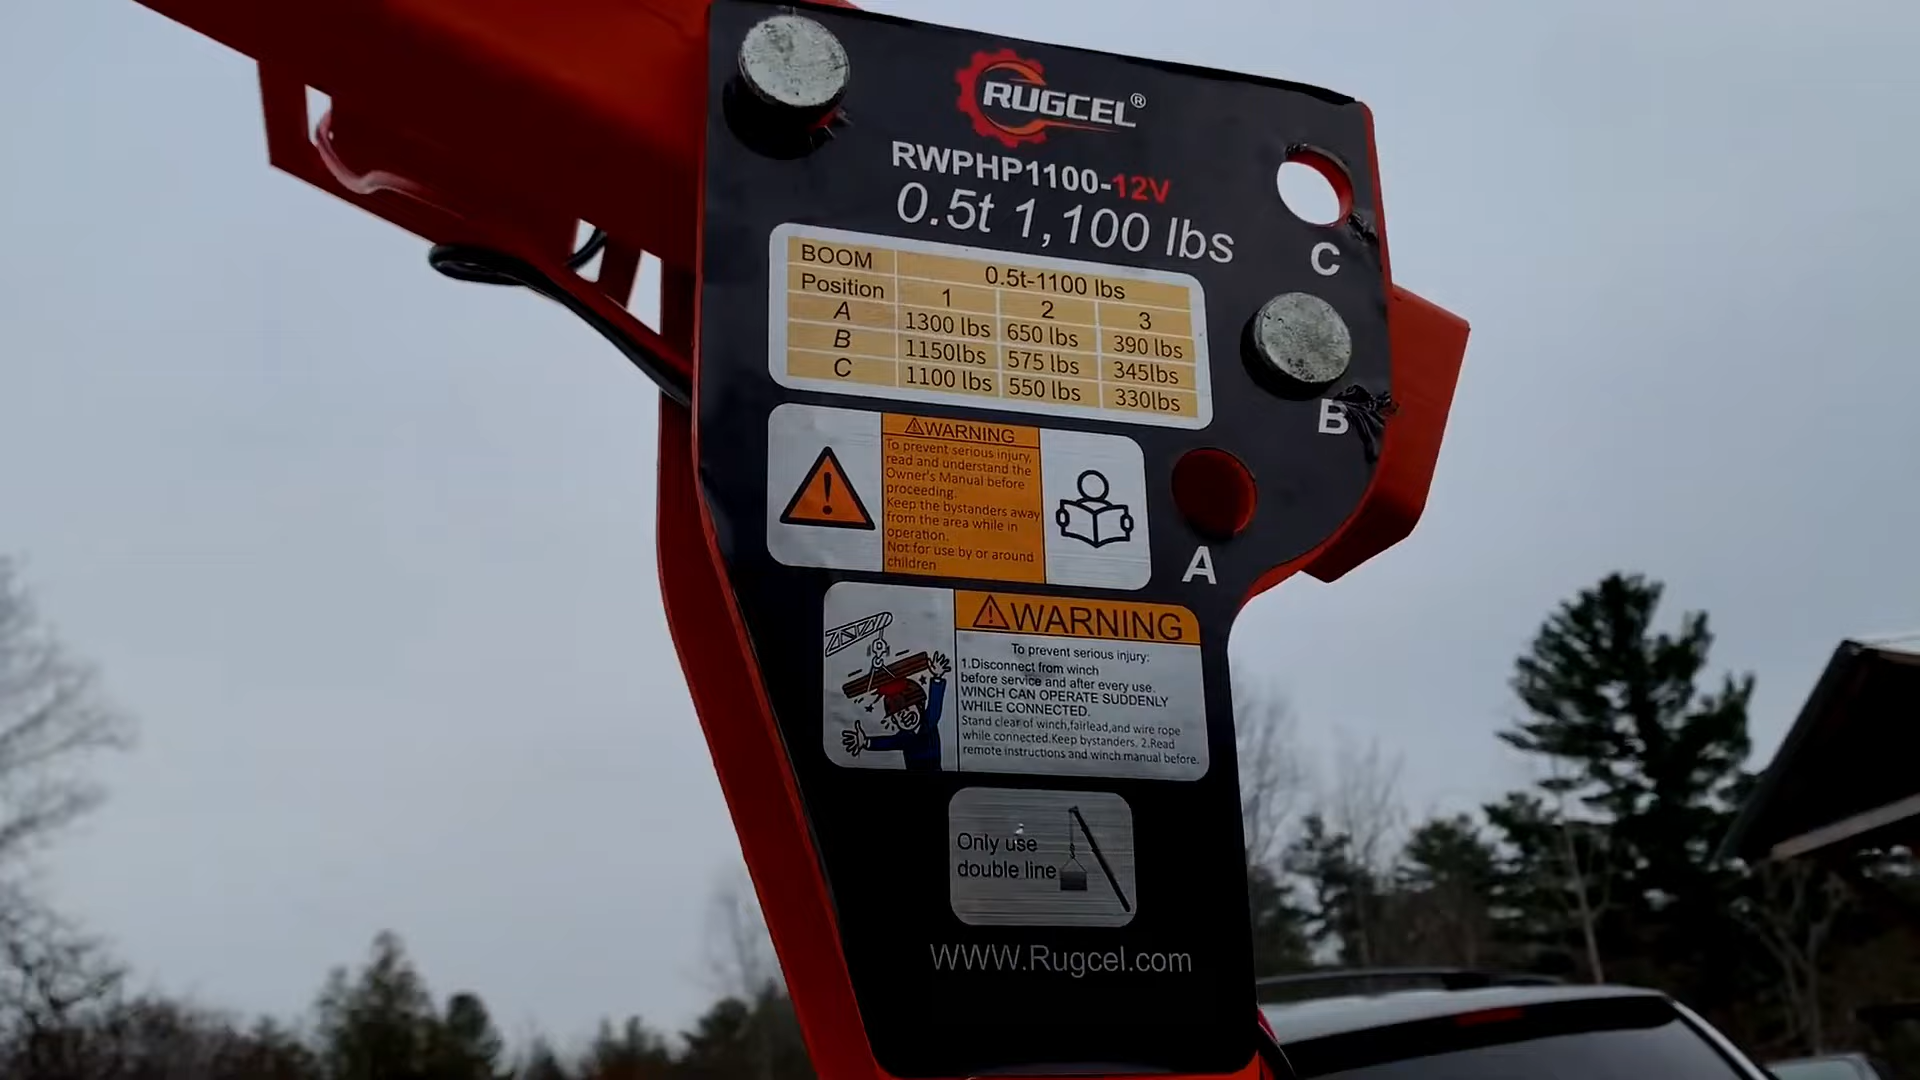 RUGCEL®
RWPHP1100-12V
0.5t 1,100 lbs
BOOM Position 0.5t-1100 lbs
1 2 3
A 1300 lbs 650 lbs 390 lbs
B 1150lbs 575 lbs 345lbs
C 1100 lbs 550 lbs 330lbs
C
B
A
WARNING
To prevent serious injury,
read and understand the
Owner's Manual before
proceeding.
Keep the bystanders away
from the area while in
operation.
Not for use by or around
children
WARNING
To prevent serious injury:
1.Disconnect from winch
before service and after every use.
WINCH CAN OPERATE SUDDENLY
WHILE CONNECTED.
Stand clear of winch,fairlead,and wire rope
while connected.Keep bystanders. 2.Read
remote instructions and winch manual before.
Only use
double line
WWW.Rugcel.com